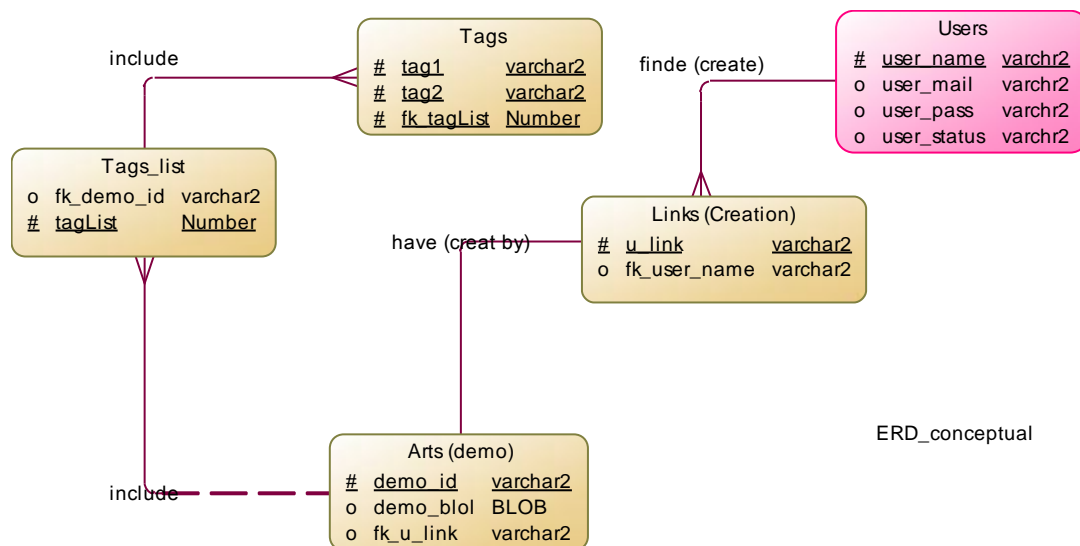 Tags
# tag1 varchar2
# tag2 varchar2
# fk_tagList Number
Users
# user_name varchr2
o user_mail varchr2
o user_pass varchr2
o user_status varchr2
include
finde (create)
Tags_list
o fk_demo_id varchar2
# tagList Number
Links (Creation)
# u_link varchar2
o fk_user_name varchar2
have (creat by)
Arts (demo)
# demo_id varchar2
o demo_blol BLOB
o fk_u_link varchar2
include
ERD_conceptual